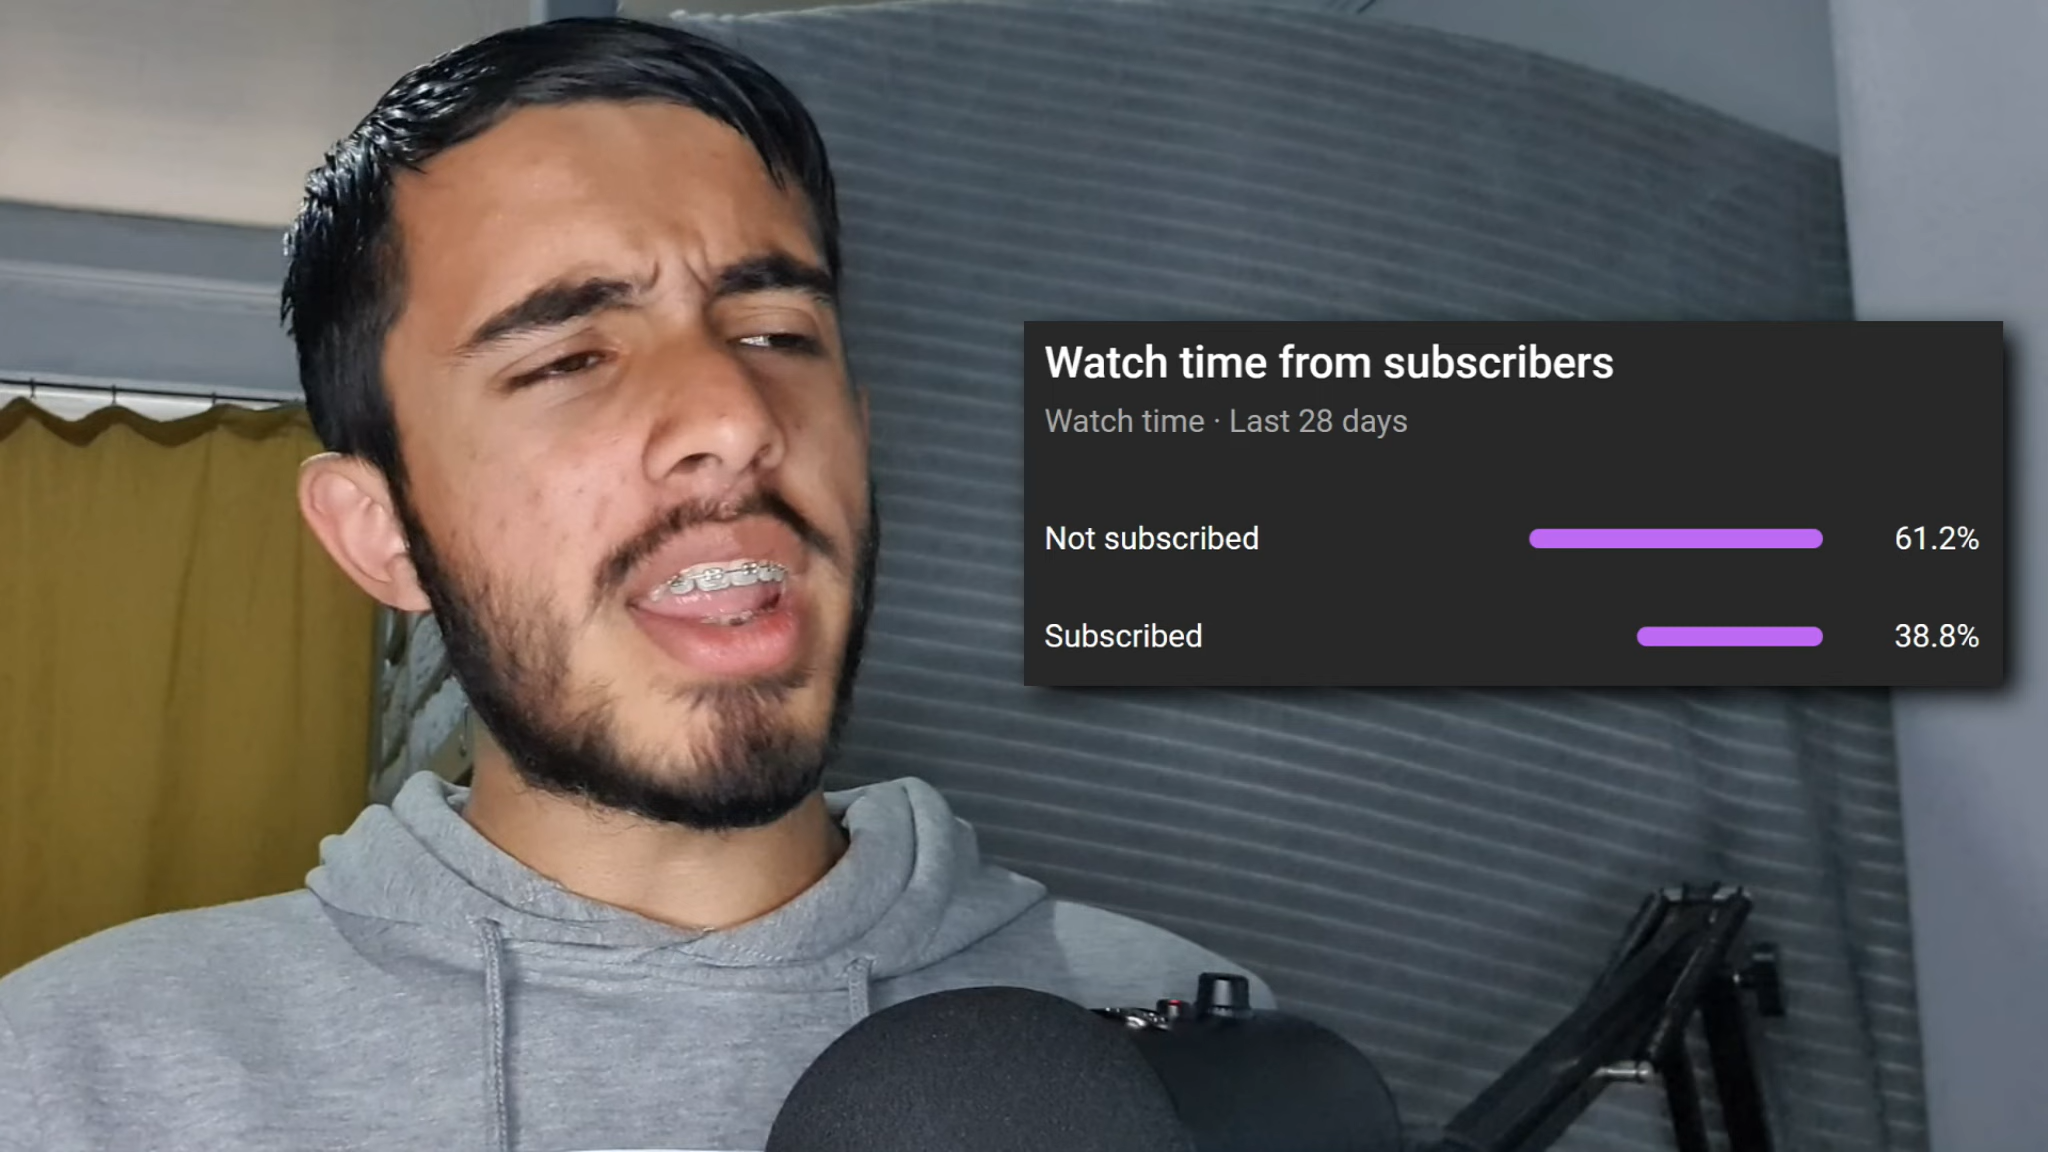 Watch time from subscribers
Watch time · Last 28 days
Not subscribed 61.2%
Subscribed 38.8%